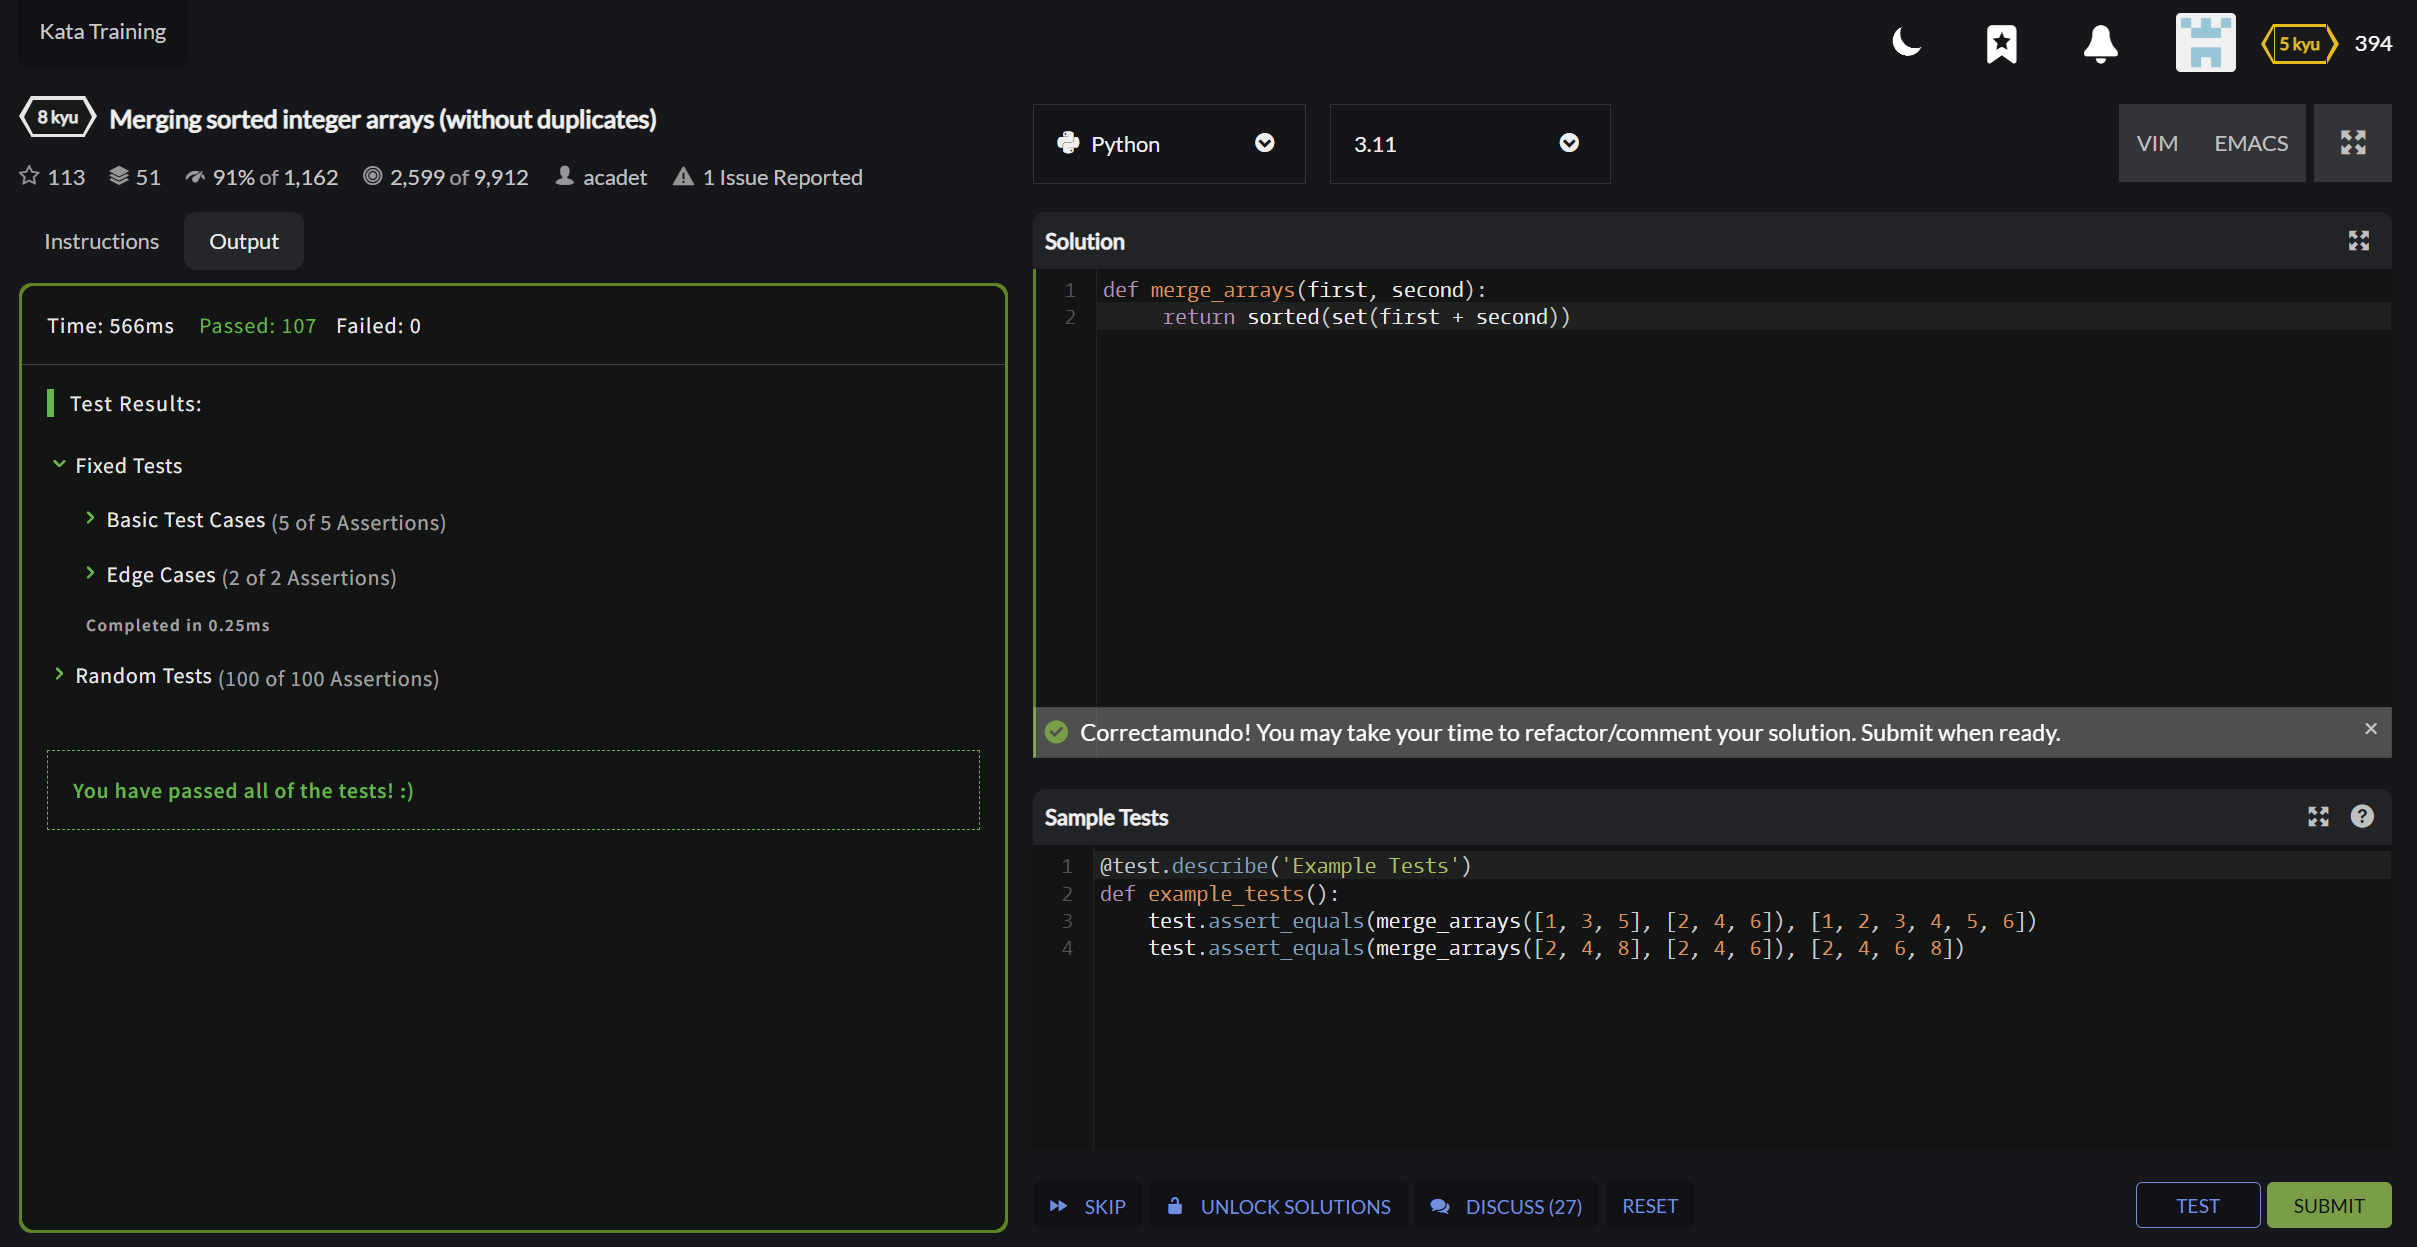 Kata Training
5 kyu 394
8 kyu Merging sorted integer arrays (without duplicates)
113 51 91% of 1,162 2,599 of 9,912 acadet 1 Issue Reported
Instructions Output
Time: 566ms Passed: 107 Failed: 0
Test Results:
Fixed Tests
Basic Test Cases (5 of 5 Assertions)
Edge Cases (2 of 2 Assertions)
Completed in 0.25ms
Random Tests (100 of 100 Assertions)
You have passed all of the tests! :)
Python 3.11 VIM EMACS
Solution
1 def merge_arrays(first, second):
2 return sorted(set(first + second))
Correctamundo! You may take your time to refactor/comment your solution. Submit when ready. ×
Sample Tests ?
1 @test.describe('Example Tests')
2 def example_tests():
3 test.assert_equals(merge_arrays([1, 3, 5], [2, 4, 6]), [1, 2, 3, 4, 5, 6])
4 test.assert_equals(merge_arrays([2, 4, 8], [2, 4, 6]), [2, 4, 6, 8])
SKIP UNLOCK SOLUTIONS DISCUSS (27) RESET TEST SUBMIT